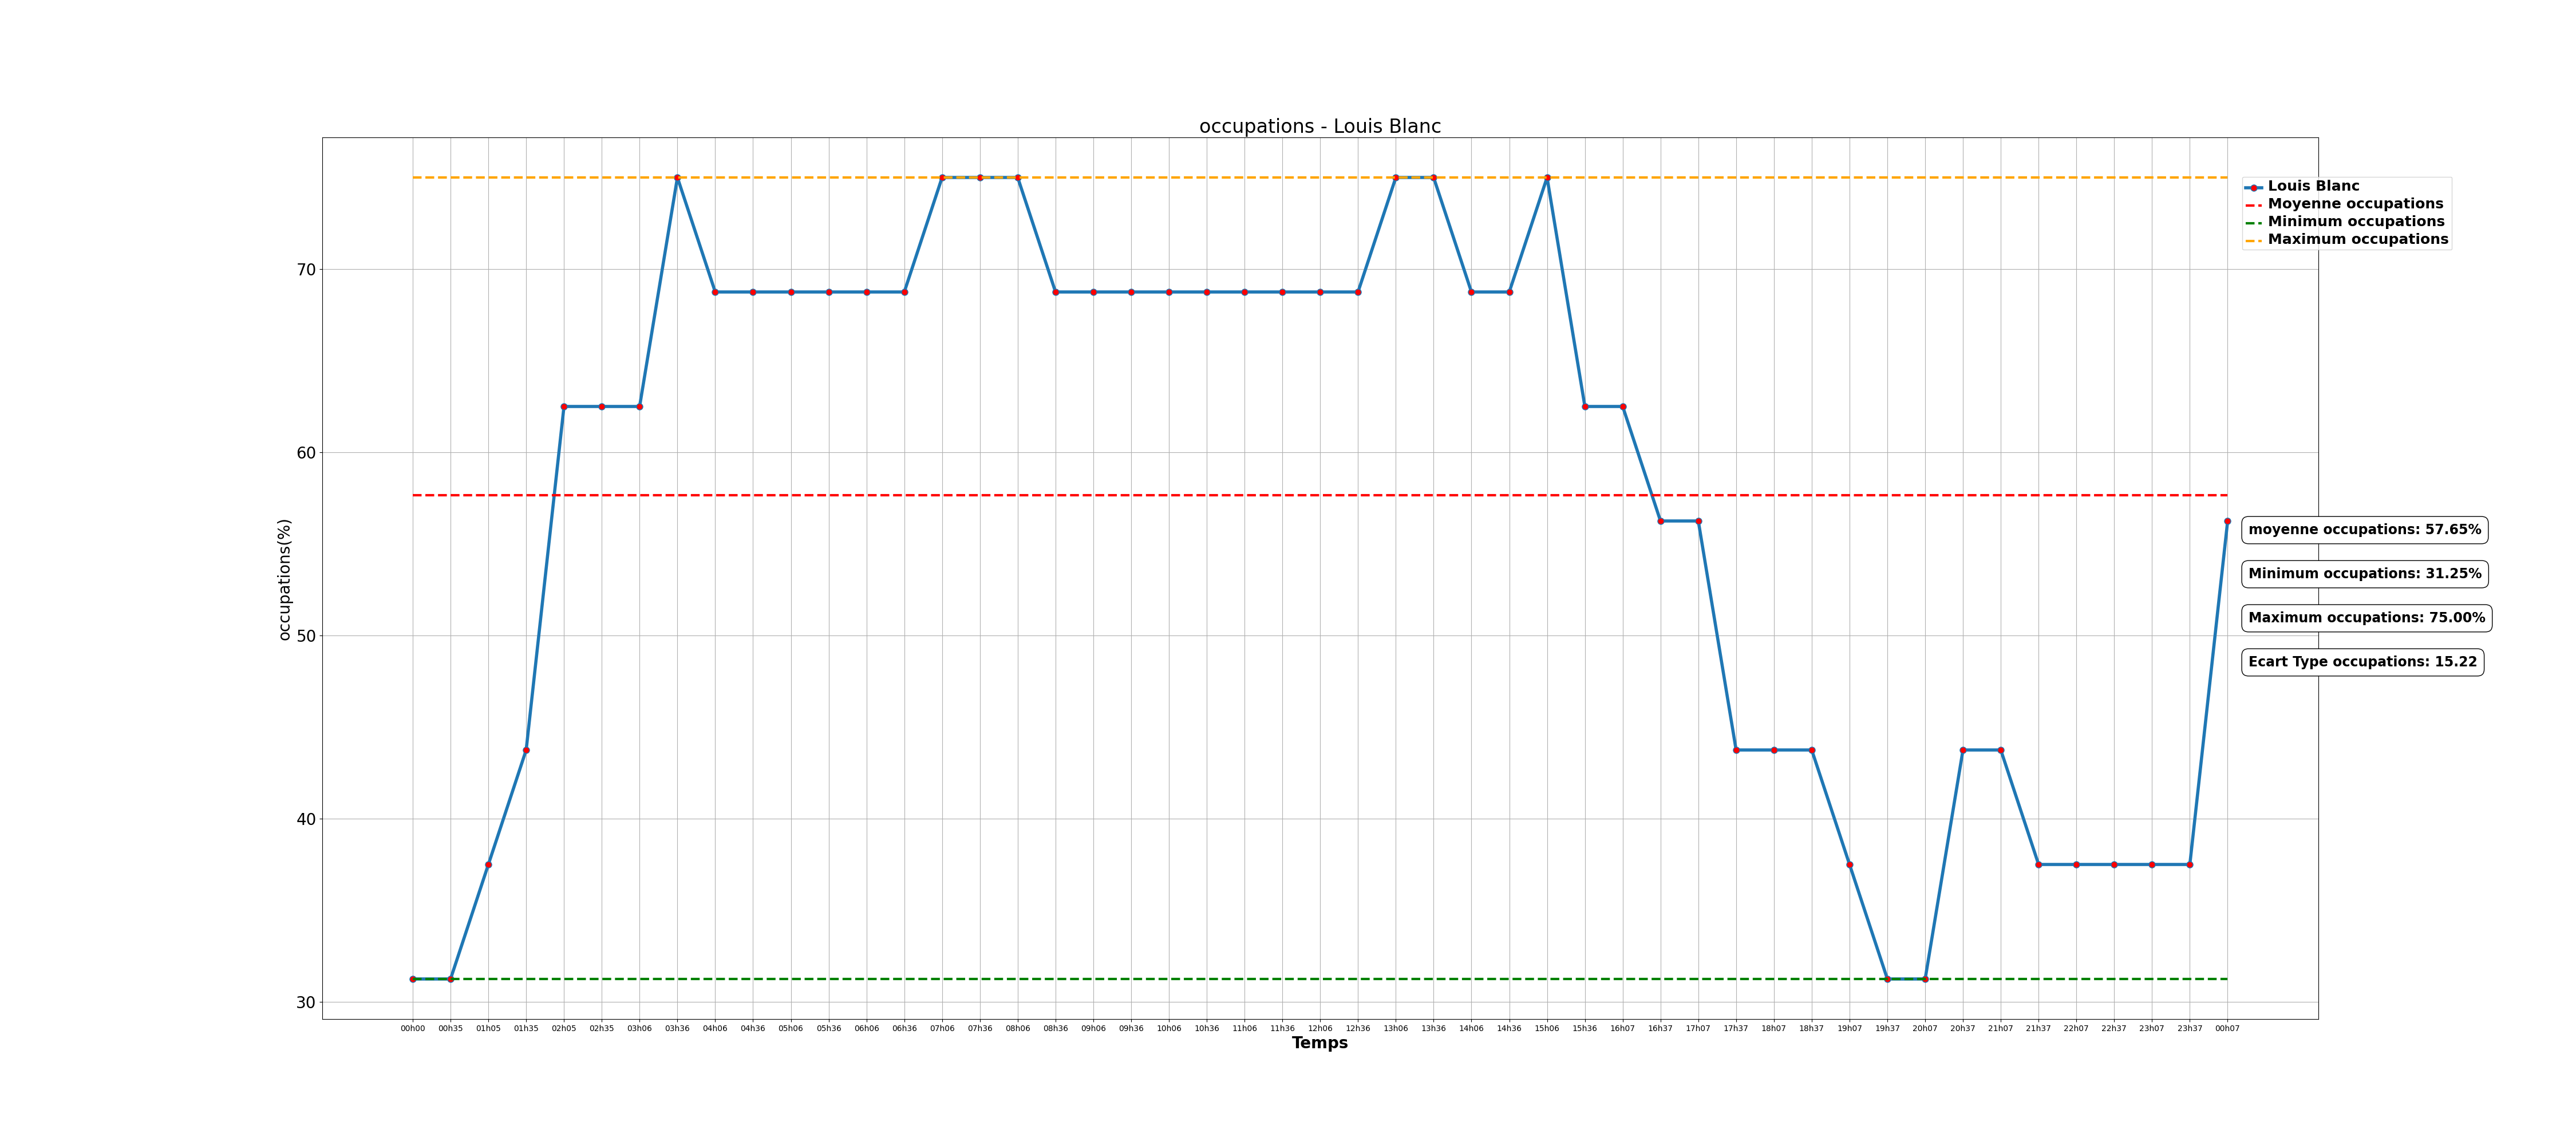 occupations - Louis Blanc
Louis Blanc
Moyenne occupations
Minimum occupations
Maximum occupations
70
60
50
40
30
occupations(%)
moyenne occupations: 57.65%
Minimum occupations: 31.25%
Maximum occupations: 75.00%
Ecart Type occupations: 15.22
00h00 00h35 01h05 01h35 02h05 02h35 03h06 03h36 04h06 04h36 05h06 05h36 06h06 06h36 07h06 07h36 08h06 08h36 09h06 09h36 10h06 10h36 11h06 11h36 12h06 12h36 13h06 13h36 14h06 14h36 15h06 15h36 16h07 16h37 17h07 17h37 18h07 18h37 19h07 19h37 20h07 20h37 21h07 21h37 22h07 22h37 23h07 23h37 00h07
Temps